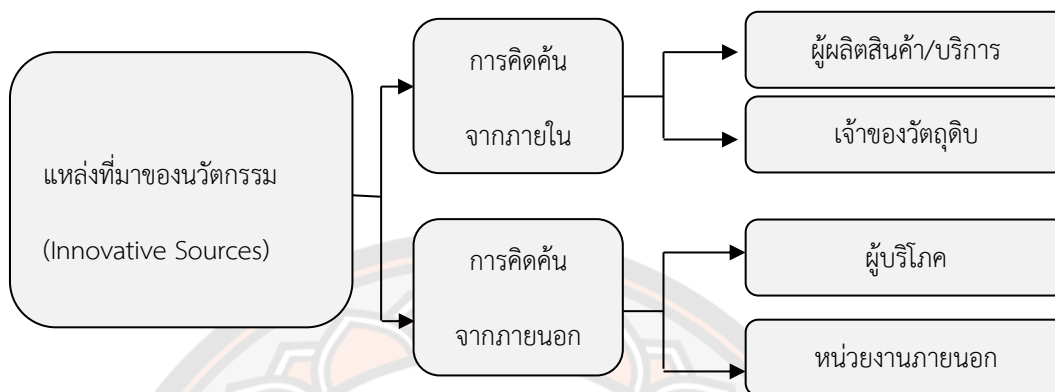 แหล่งที่มาของนวัตกรรม
(Innovative Sources)
การคิดค้น
จากภายใน
ผู้ผลิตสินค้า/บริการ
เจ้าของวัตถุดิบ
การคิดค้น
จากภายนอก
ผู้บริโภค
หน่วยงานภายนอก